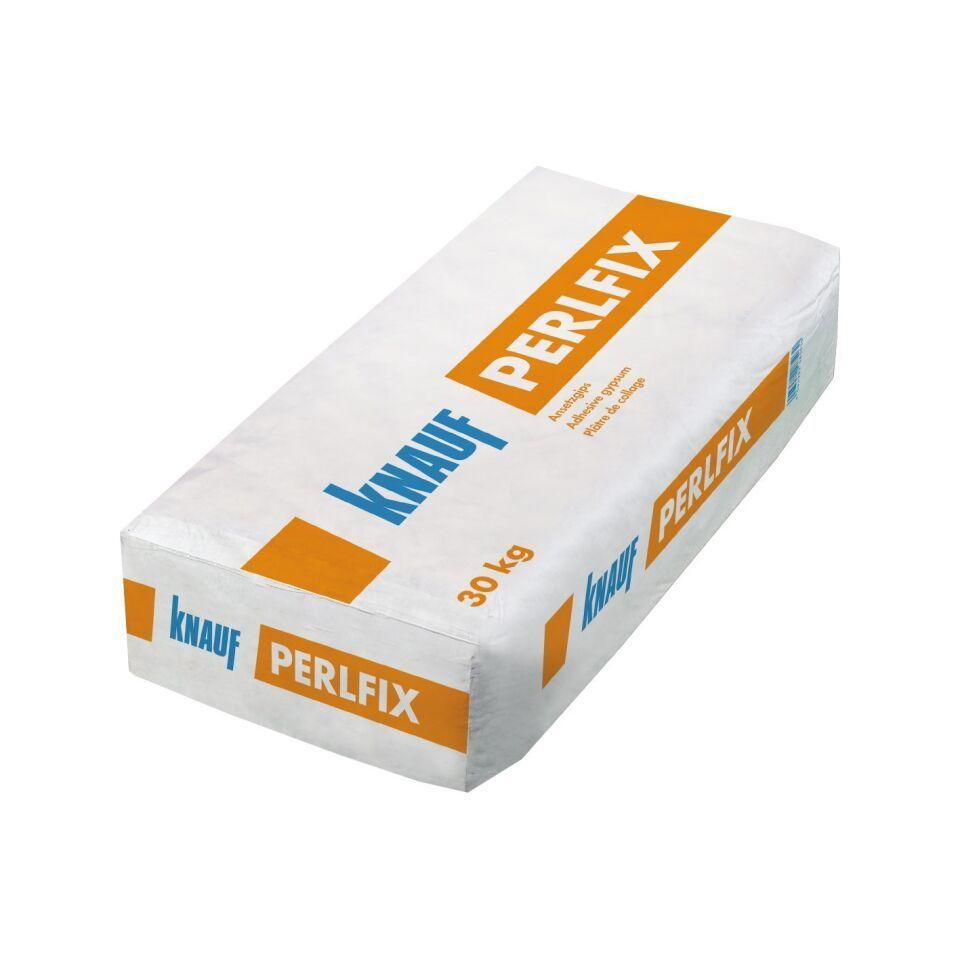 KNAUF
PERLFIX
Ansetzgips
Adhesive gypsum
Plâtre de collage
30 kg
KNAUF
PERLFIX
KNAUF
PERLFIX